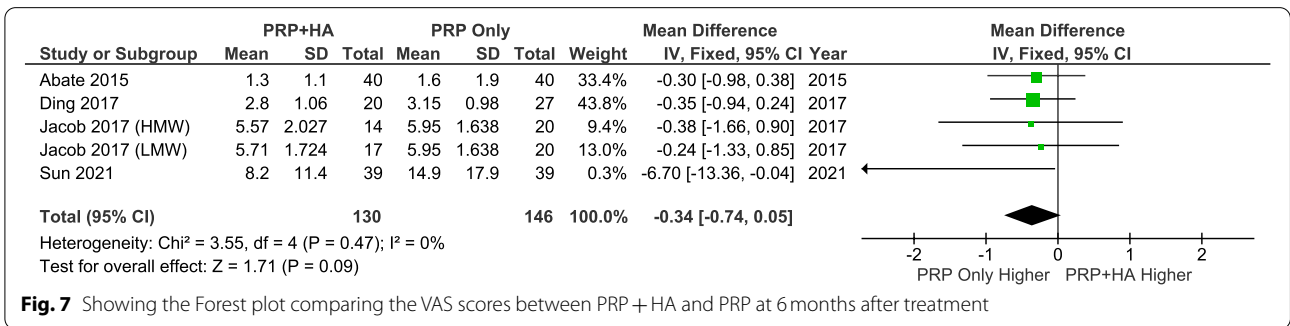 PRP+HA PRP Only Mean Difference Mean Difference
Study or Subgroup Mean SD Total Mean SD Total Weight IV, Fixed, 95% CI Year IV, Fixed, 95% CI
Abate 2015 1.3 1.1 40 1.6 1.9 40 33.4% -0.30 [-0.98, 0.38] 2015
Ding 2017 2.8 1.06 20 3.15 0.98 27 43.8% -0.35 [-0.94, 0.24] 2017
Jacob 2017 (HMW) 5.57 2.027 14 5.95 1.638 20 9.4% -0.38 [-1.66, 0.90] 2017
Jacob 2017 (LMW) 5.71 1.724 17 5.95 1.638 20 13.0% -0.24 [-1.33, 0.85] 2017
Sun 2021 8.2 11.4 39 14.9 17.9 39 0.3% -6.70 [-13.36, -0.04] 2021
Total (95% CI) 130 146 100.0% -0.34 [-0.74, 0.05]
Heterogeneity: Chi² = 3.55, df = 4 (P = 0.47); I² = 0%
Test for overall effect: Z = 1.71 (P = 0.09)
-2 -1 0 1 2
PRP Only Higher PRP+HA Higher
Fig. 7 Showing the Forest plot comparing the VAS scores between PRP + HA and PRP at 6 months after treatment